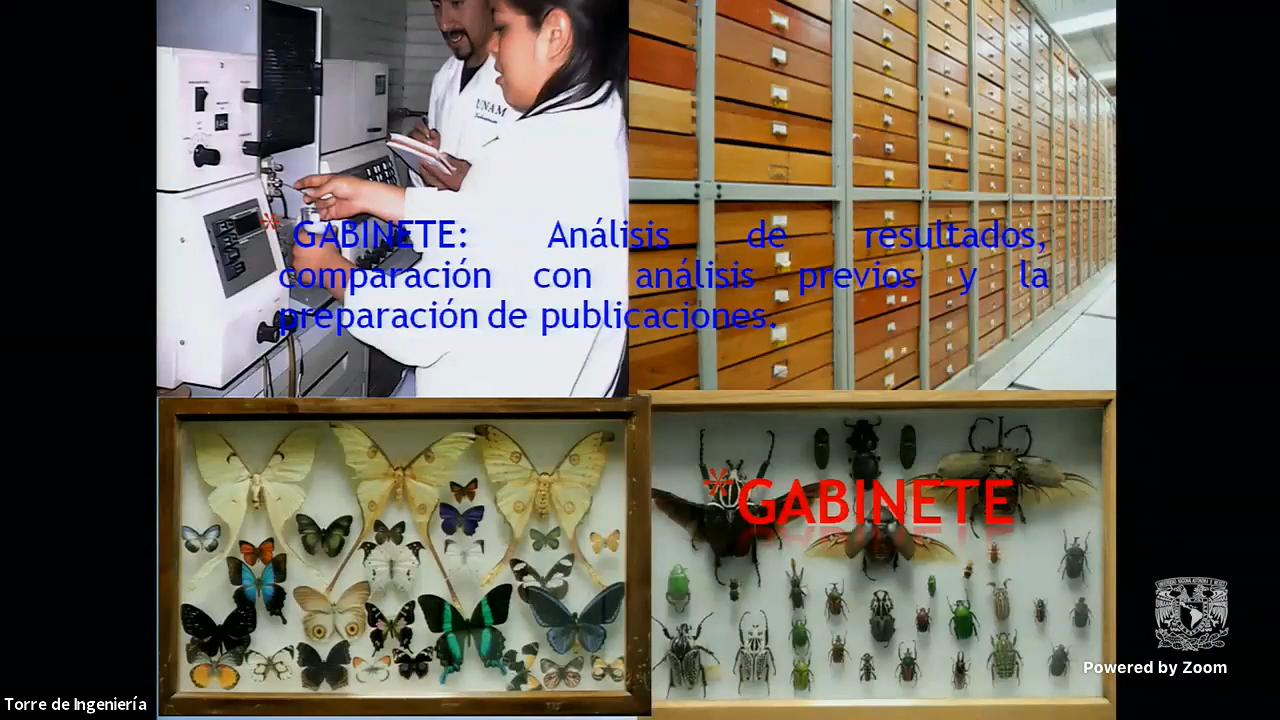 UNAM
* GABINETE: Análisis de resultados,
comparación con análisis previos y la
preparación de publicaciones.
*GABINETE
Powered by Zoom
Torre de Ingeniería